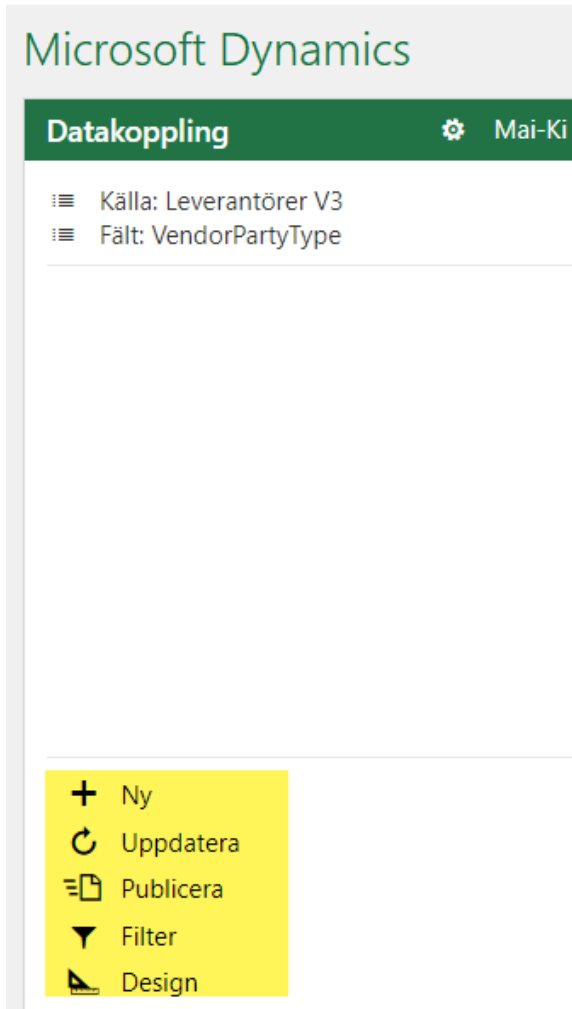 Microsoft Dynamics
Datakoppling Mai-Ki
Källa: Leverantörer V3
Fält: VendorPartyType
Ny
Uppdatera
Publicera
Filter
Design